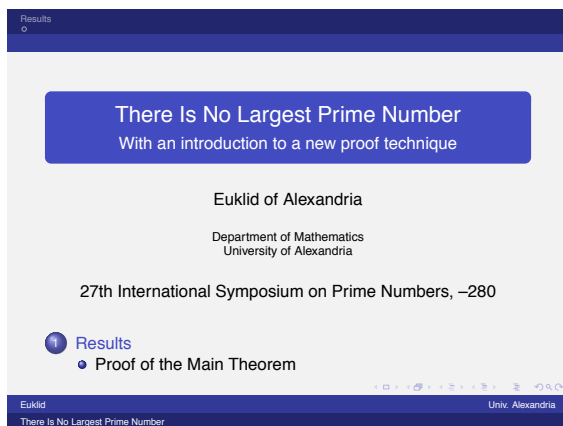 Results
There Is No Largest Prime Number
With an introduction to a new proof technique
Euklid of Alexandria
Department of Mathematics
University of Alexandria
27th International Symposium on Prime Numbers, –280
1 Results
Proof of the Main Theorem
Euklid Univ. Alexandria
There Is No Largest Prime Number